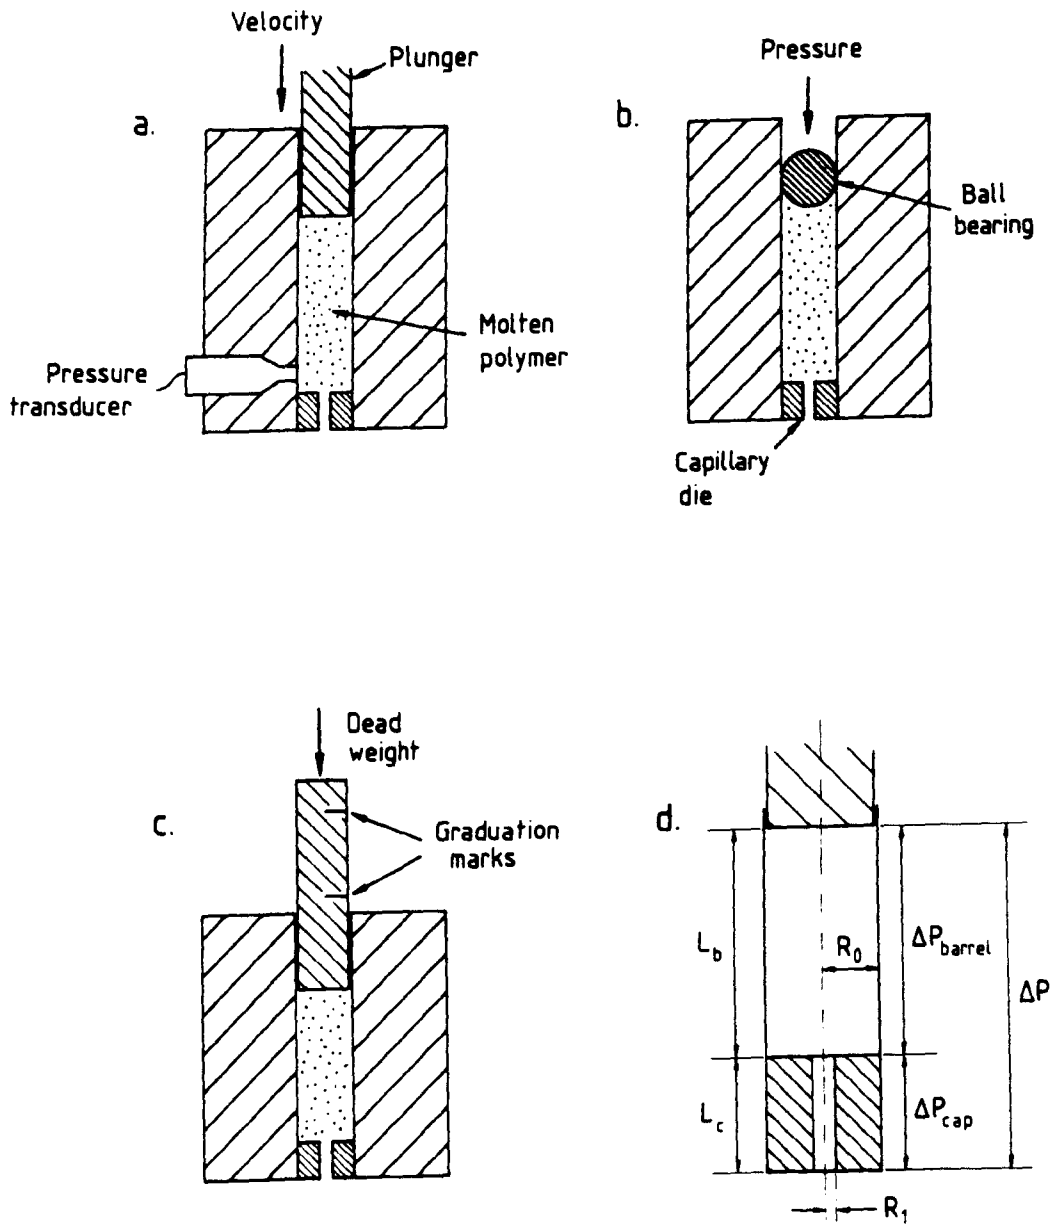 Velocity
Plunger
a.
Molten
polymer
Pressure
transducer
Pressure
b.
Ball
bearing
Capillary
die
Dead
weight
c.
Graduation
marks
d.
L_b
R_0
ΔP_barrel
ΔP
L_c
ΔP_cap
R_1